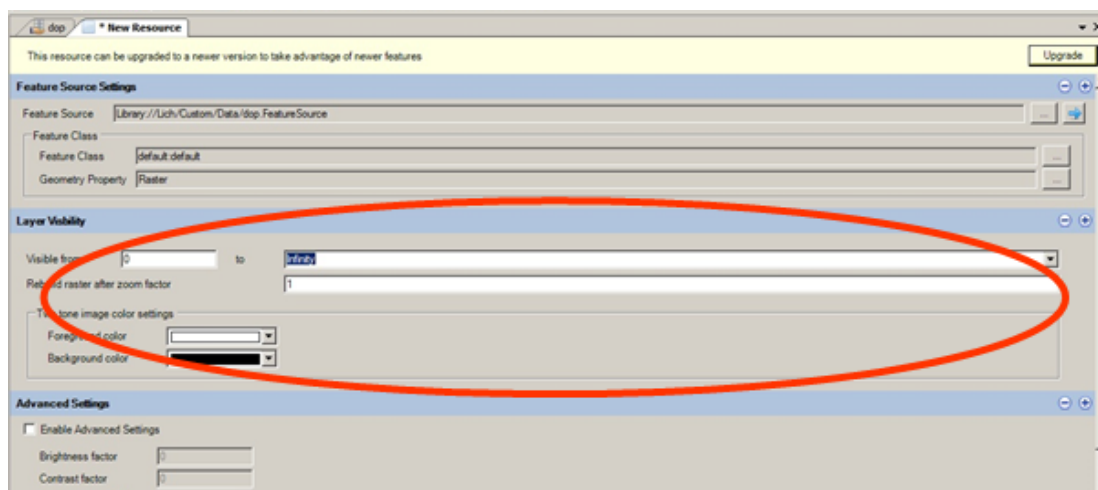 dop * New Resource
This resource can be upgraded to a newer version to take advantage of newer features Upgrade
Feature Source Settings
Feature Source Library://Lich/Custom/Data/dop.FeatureSource ...
Feature Class
Feature Class default:default ...
Geometry Property Raster ...
Layer Visibility
Visible from 0 to Infinity
Rebuild raster after zoom factor 1
Two tone image color settings
Foreground color
Background color
Advanced Settings
Enable Advanced Settings
Brightness factor 0
Contrast factor 0